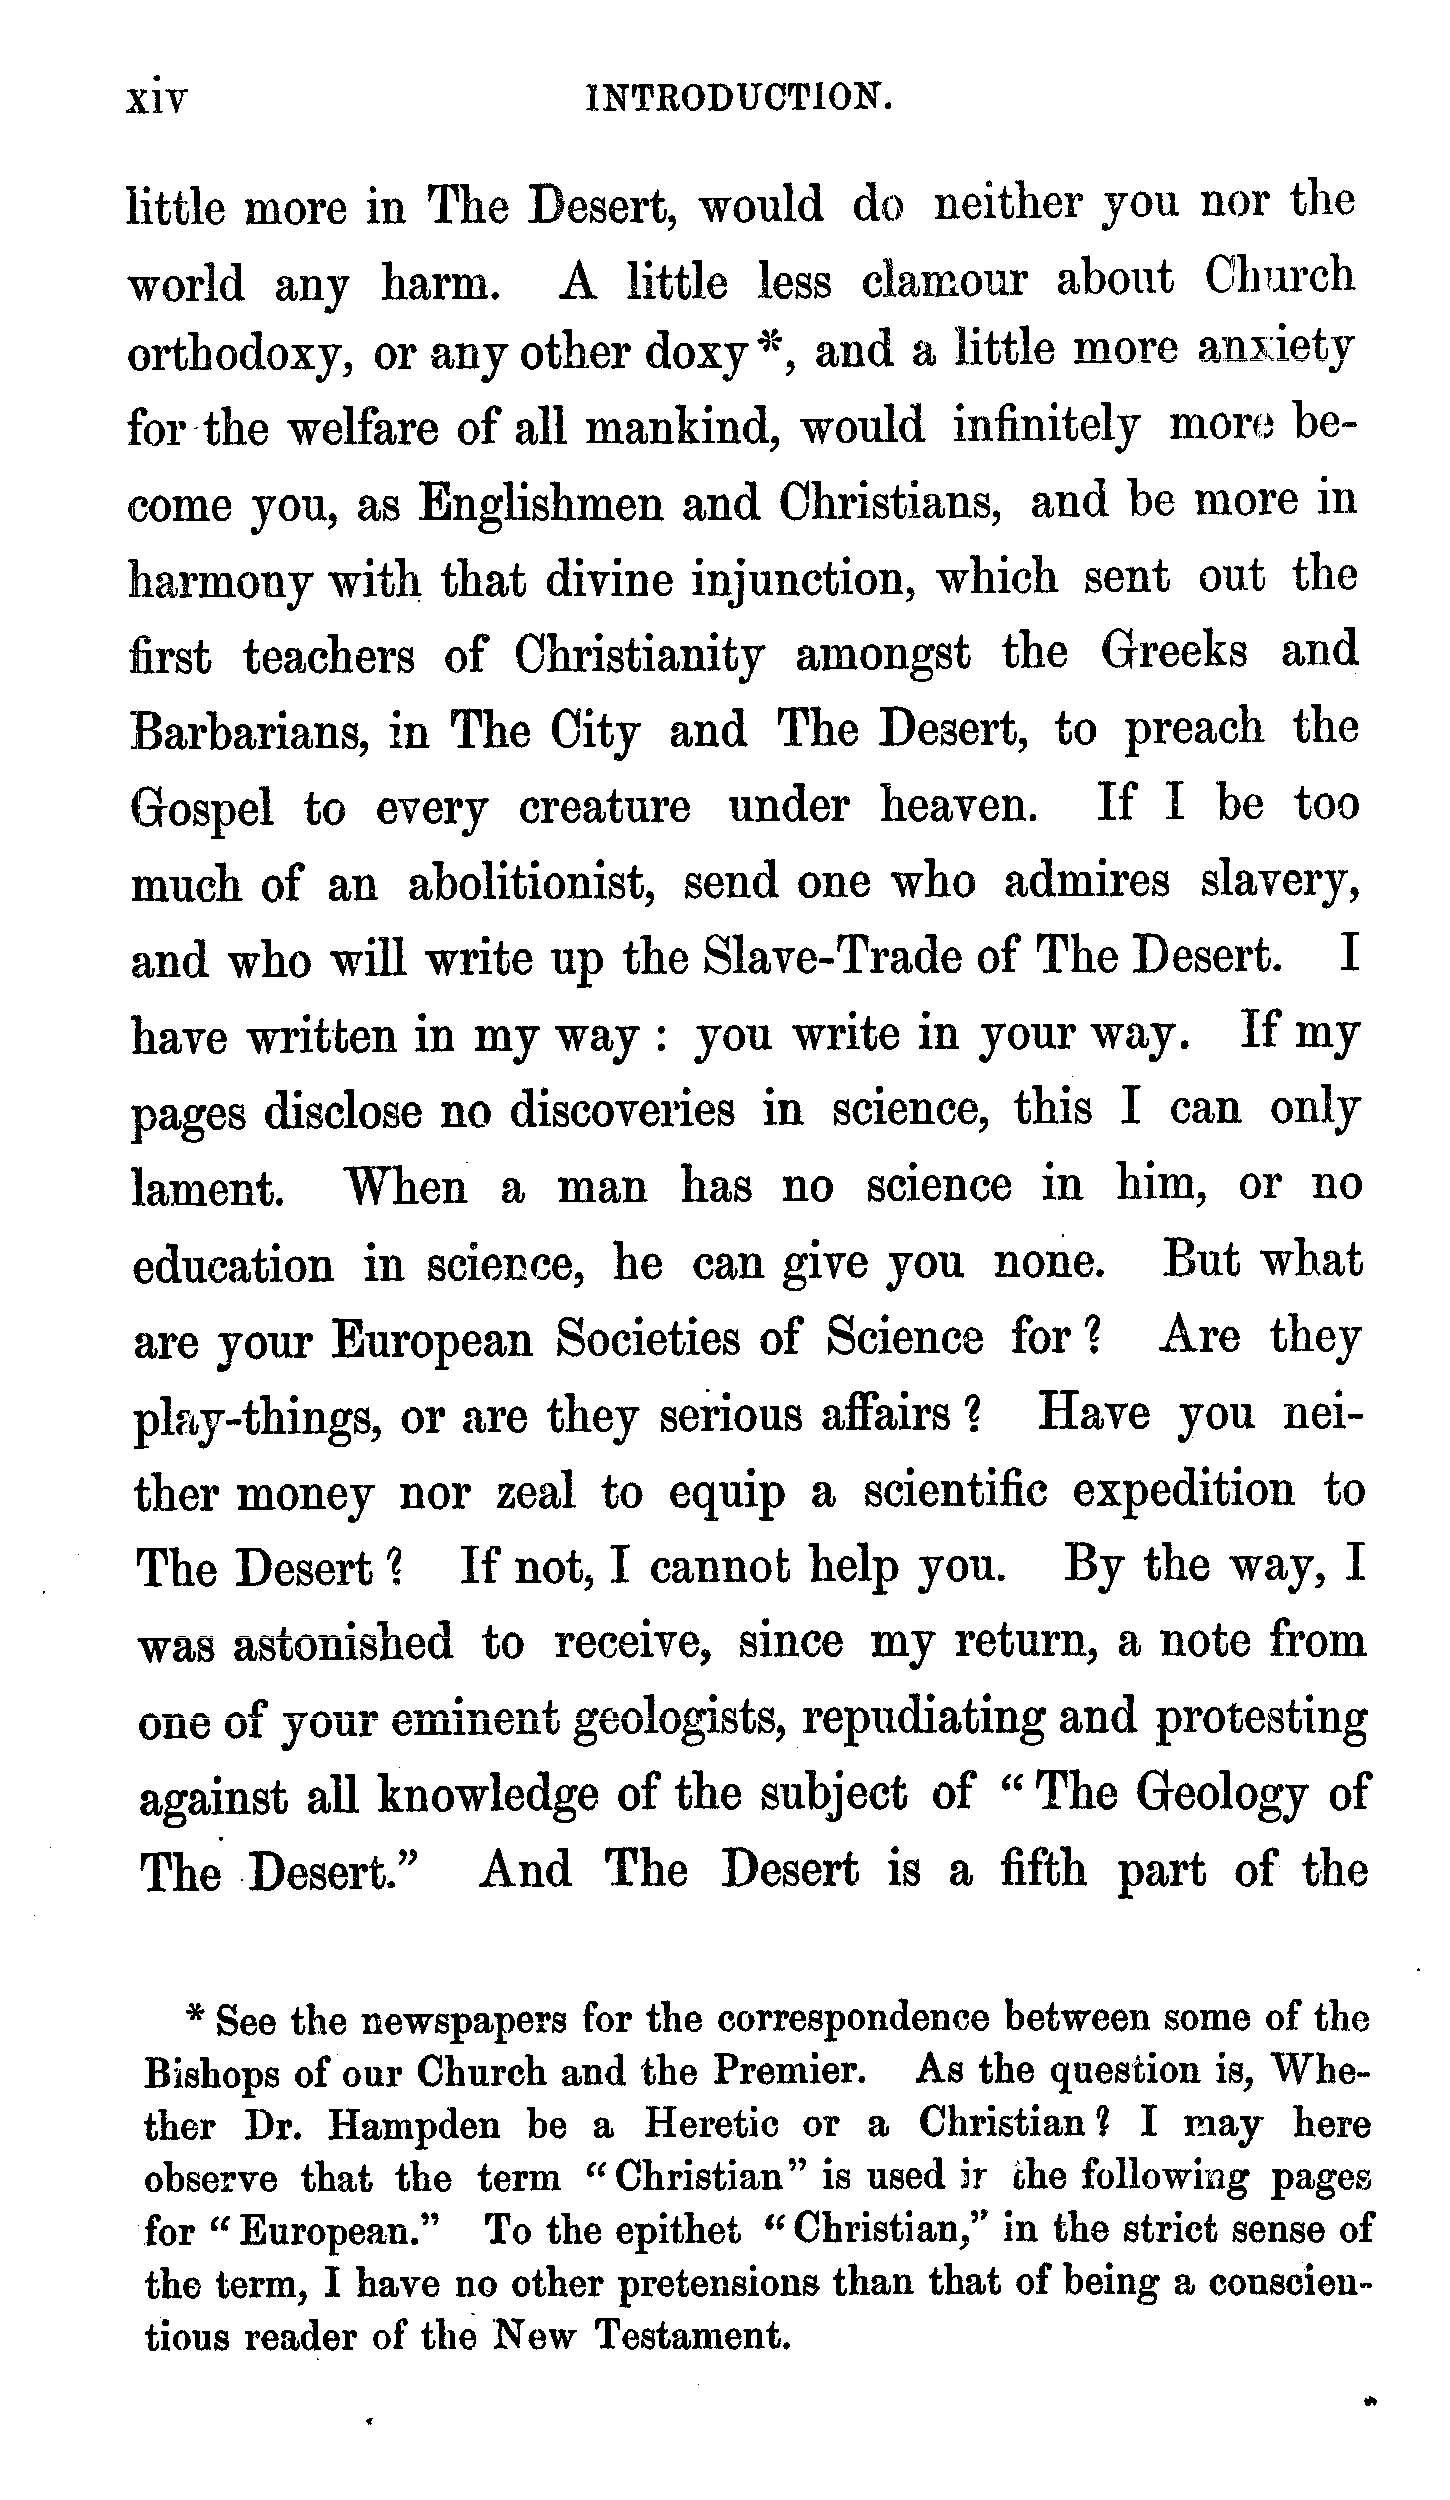 xiv INTRODUCTION.
little more in The Desert, would do neither you nor the
world any harm. A little less clamour about Church
orthodoxy, or any other doxy*, and a little more anxiety
for the welfare of all mankind, would infinitely more be-
come you, as Englishmen and Christians, and be more in
harmony with that divine injunction, which sent out the
first teachers of Christianity amongst the Greeks and
Barbarians, in The City and The Desert, to preach the
Gospel to every creature under heaven. If I be too
much of an abolitionist, send one who admires slavery,
and who will write up the Slave-Trade of The Desert. I
have written in my way : you write in your way. If my
pages disclose no discoveries in science, this I can only
lament. When a man has no science in him, or no
education in science, he can give you none. But what
are your European Societies of Science for ? Are they
play-things, or are they serious affairs ? Have you nei-
ther money nor zeal to equip a scientific expedition to
The Desert ? If not, I cannot help you. By the way, I
was astonished to receive, since my return, a note from
one of your eminent geologists, repudiating and protesting
against all knowledge of the subject of “ The Geology of
The Desert.” And The Desert is a fifth part of the
* See the newspapers for the correspondence between some of the
Bishops of our Church and the Premier. As the question is, Whe-
ther Dr. Hampden be a Heretic or a Christian ? I may here
observe that the term “ Christian” is used in the following pages
for “ European.” To the epithet “ Christian,” in the strict sense of
the term, I have no other pretensions than that of being a conscien-
tious reader of the New Testament.